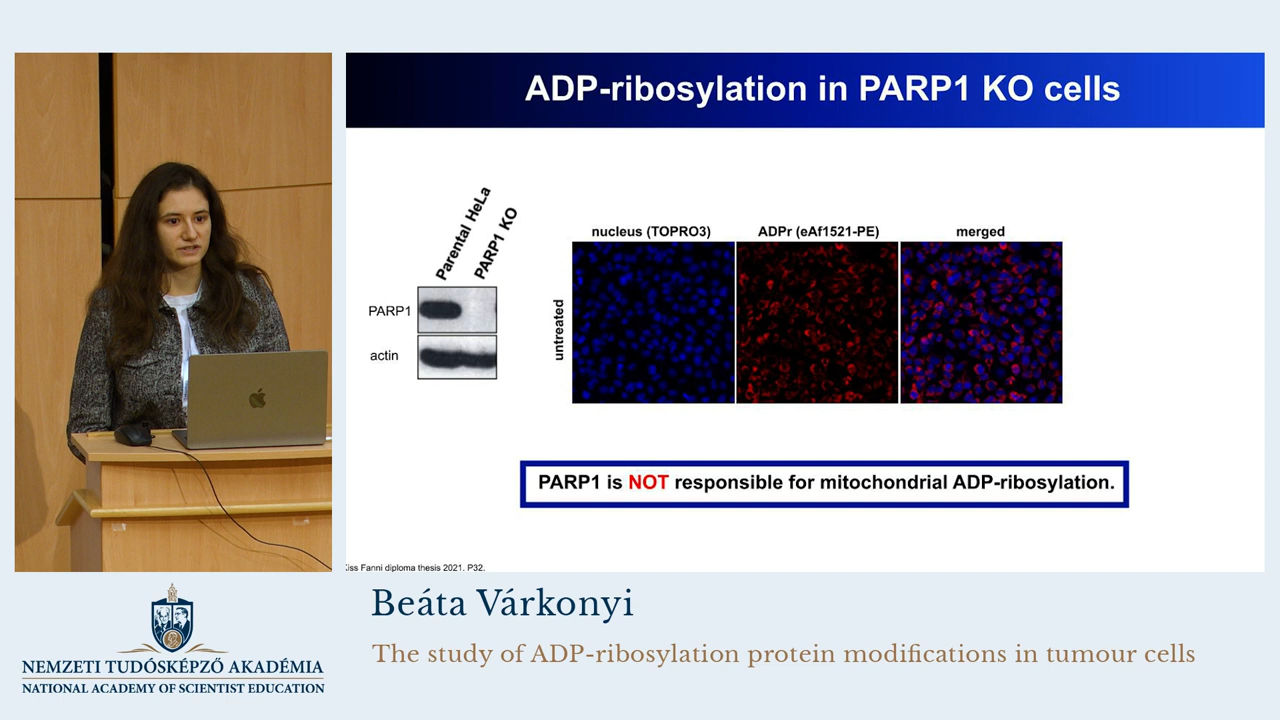 ADP-ribosylation in PARP1 KO cells
Parental HeLa
PARP1 KO
PARP1
actin
nucleus (TOPRO3)
ADPr (eAf1521-PE)
merged
untreated
PARP1 is NOT responsible for mitochondrial ADP-ribosylation.
Kiss Fanni diploma thesis 2021. P32.
Beáta Várkonyi
The study of ADP-ribosylation protein modifications in tumour cells
NEMZETI TUDÓSKÉPZŐ AKADÉMIA
NATIONAL ACADEMY OF SCIENTIST EDUCATION